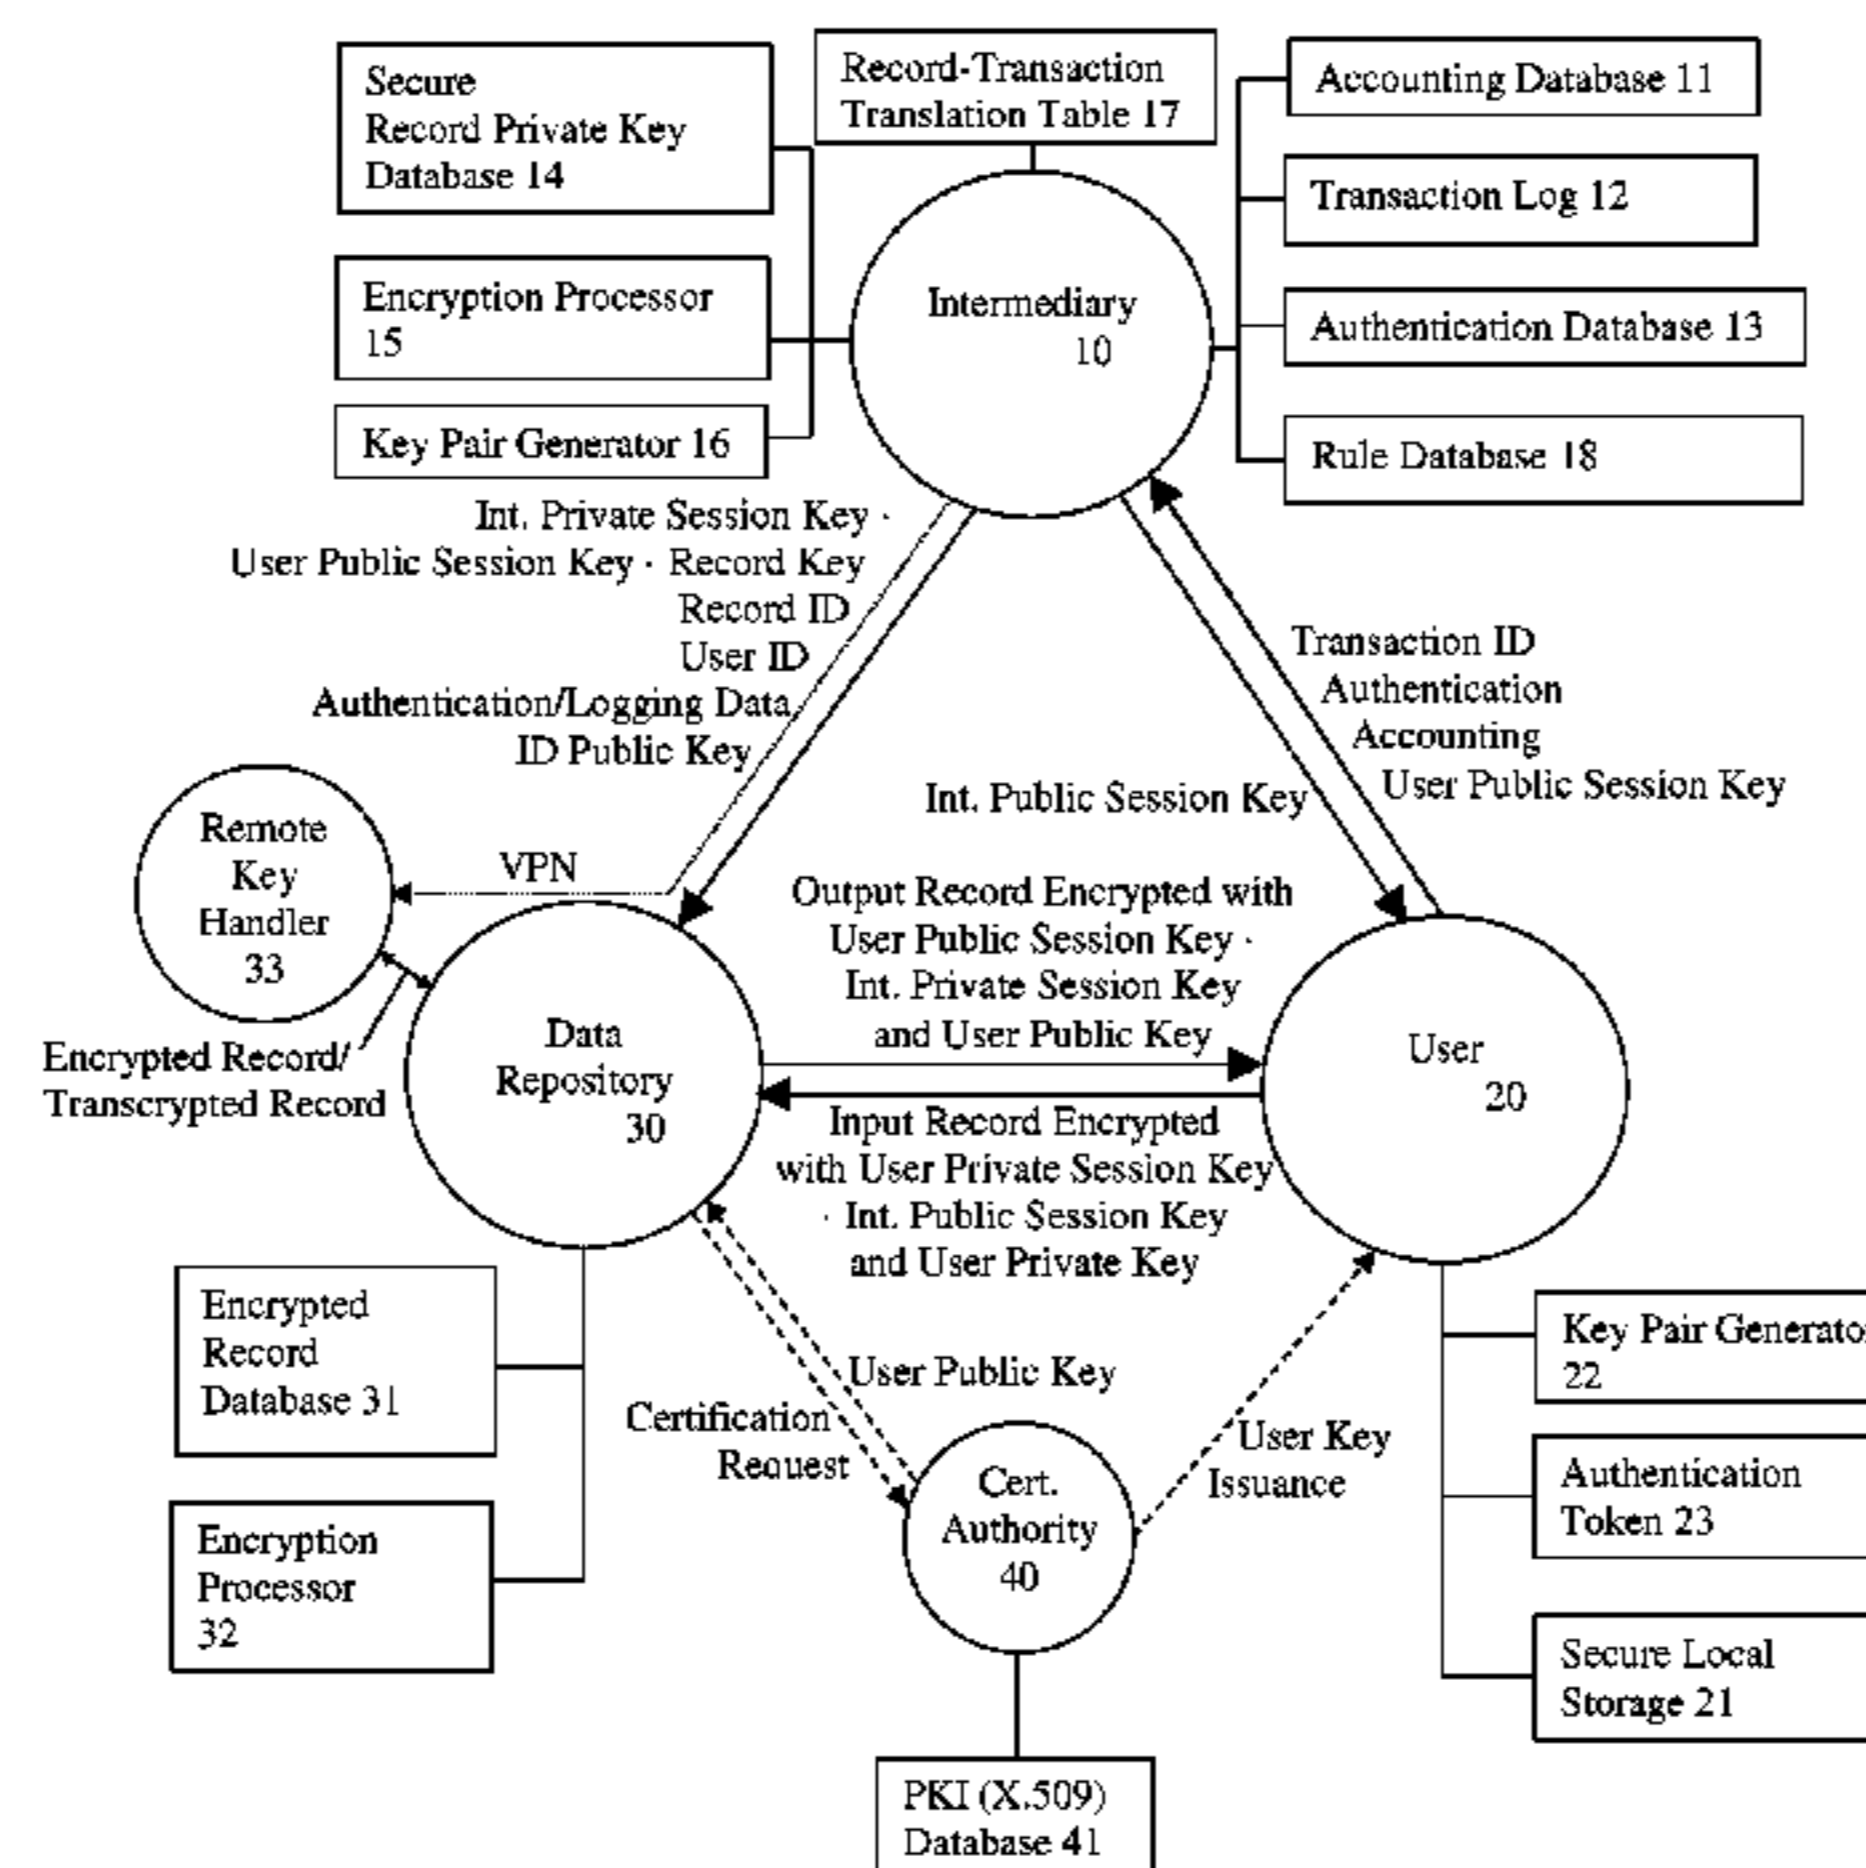 Secure
Record Private Key
Database 14
Record-Transaction
Translation Table 17
Accounting Database 11
Transaction Log 12
Encryption Processor
15
Intermediary
10
Authentication Database 13
Key Pair Generator 16
Rule Database 18
Int. Private Session Key ·
User Public Session Key · Record Key
Record ID
User ID
Authentication/Logging Data
ID Public Key
Transaction ID
Authentication
Accounting
User Public Session Key
Int. Public Session Key
Remote
Key
Handler
33
VPN
Output Record Encrypted with
User Public Session Key ·
Int. Private Session Key
and User Public Key
Data
Repository
30
User
20
Encrypted Record/
Transcrypted Record
Input Record Encrypted
with User Private Session Key
· Int. Public Session Key
and User Private Key
Encrypted
Record
Database 31
User Public Key
Certification
Request
User Key
Issuance
Key Pair Generator
22
Cert.
Authority
40
Authentication
Token 23
Encryption
Processor
32
Secure Local
Storage 21
PKI (X.509)
Database 41